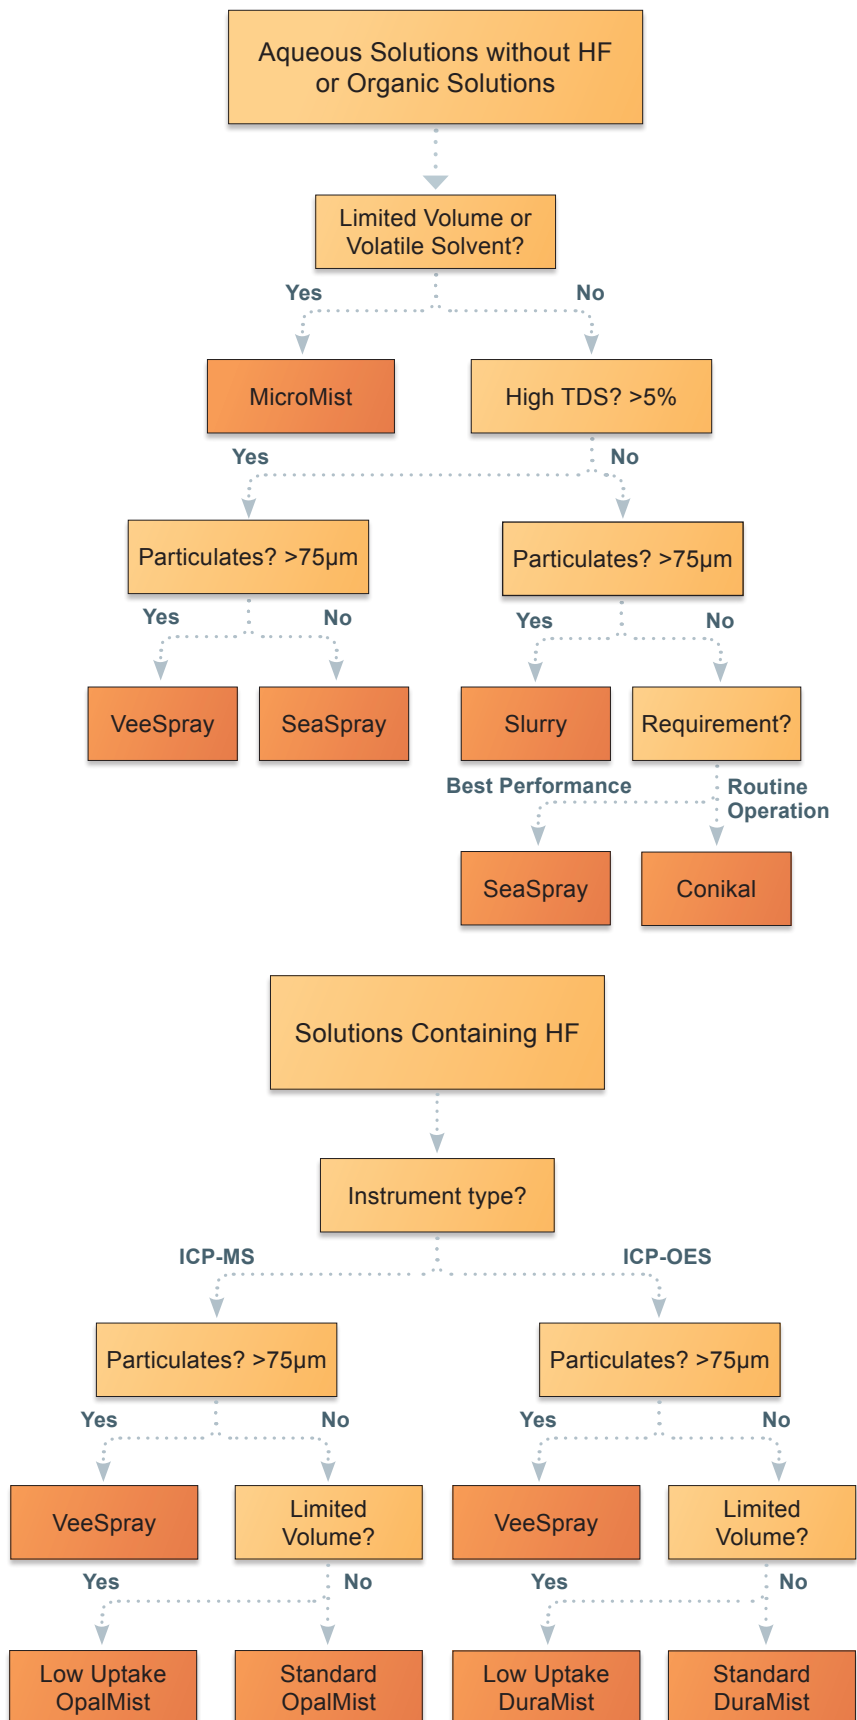 Aqueous Solutions without HF
or Organic Solutions
Limited Volume or
Volatile Solvent?
Yes
No
MicroMist
High TDS? >5%
Yes
No
Particulates? >75µm
Particulates? >75µm
Yes
No
Yes
No
VeeSpray
SeaSpray
Slurry
Requirement?
Best Performance
Routine
Operation
SeaSpray
Conikal
Solutions Containing HF
Instrument type?
ICP-MS
ICP-OES
Particulates? >75µm
Particulates? >75µm
Yes
No
Yes
No
VeeSpray
Limited
Volume?
VeeSpray
Limited
Volume?
Yes
No
Yes
No
Low Uptake
OpalMist
Standard
OpalMist
Low Uptake
DuraMist
Standard
DuraMist